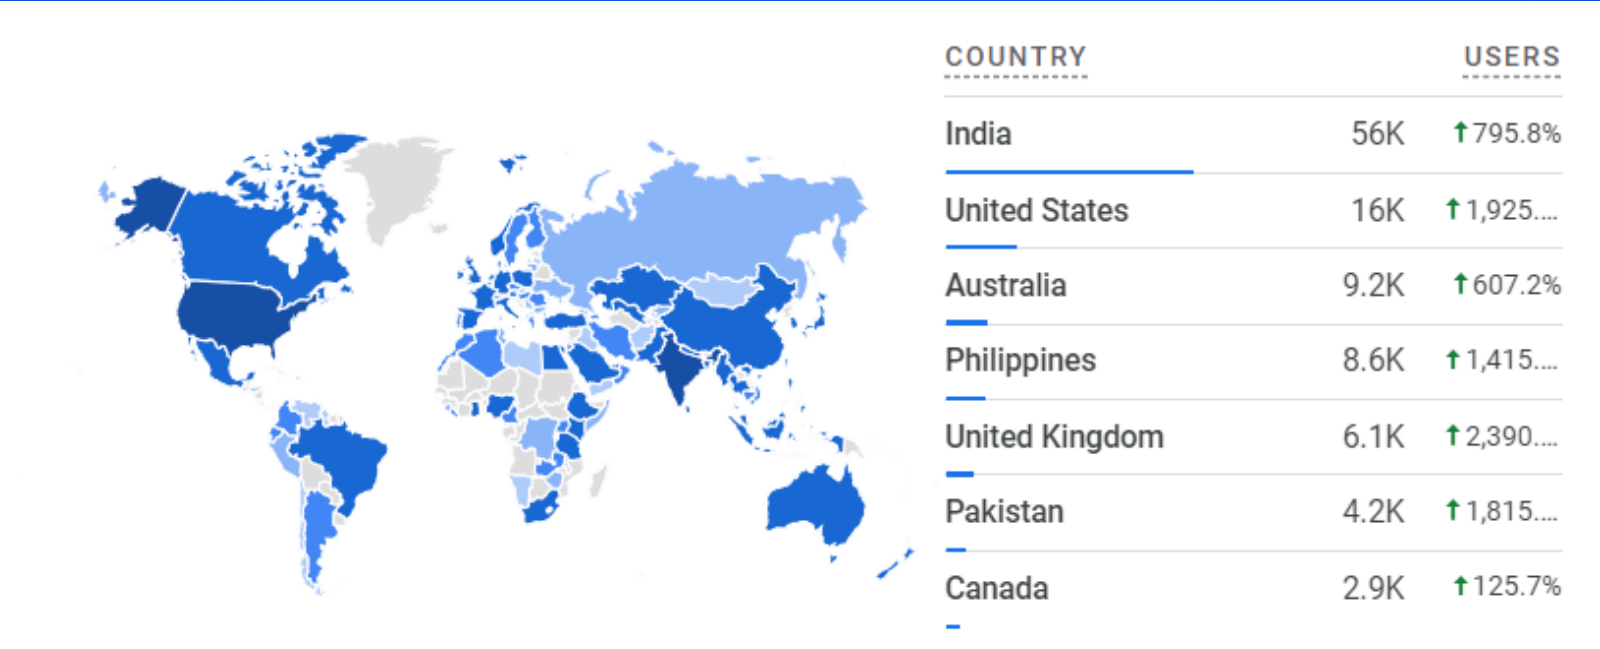 COUNTRY USERS
India 56K ↑ 795.8%
United States 16K ↑ 1,925....
Australia 9.2K ↑ 607.2%
Philippines 8.6K ↑ 1,415....
United Kingdom 6.1K ↑ 2,390....
Pakistan 4.2K ↑ 1,815....
Canada 2.9K ↑ 125.7%